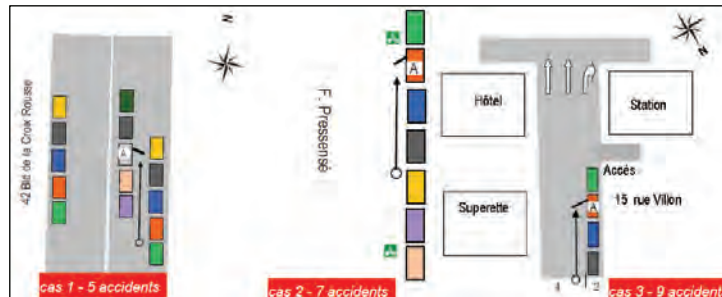 N
42 Bld de la Croix Rousse
A
cas 1 - 5 accidents
F. Pressensé
A
cas 2 - 7 accidents
Hôtel
Station
Superette
Accès
A
15 rue Villon
4
2
cas 3 - 9 accidents